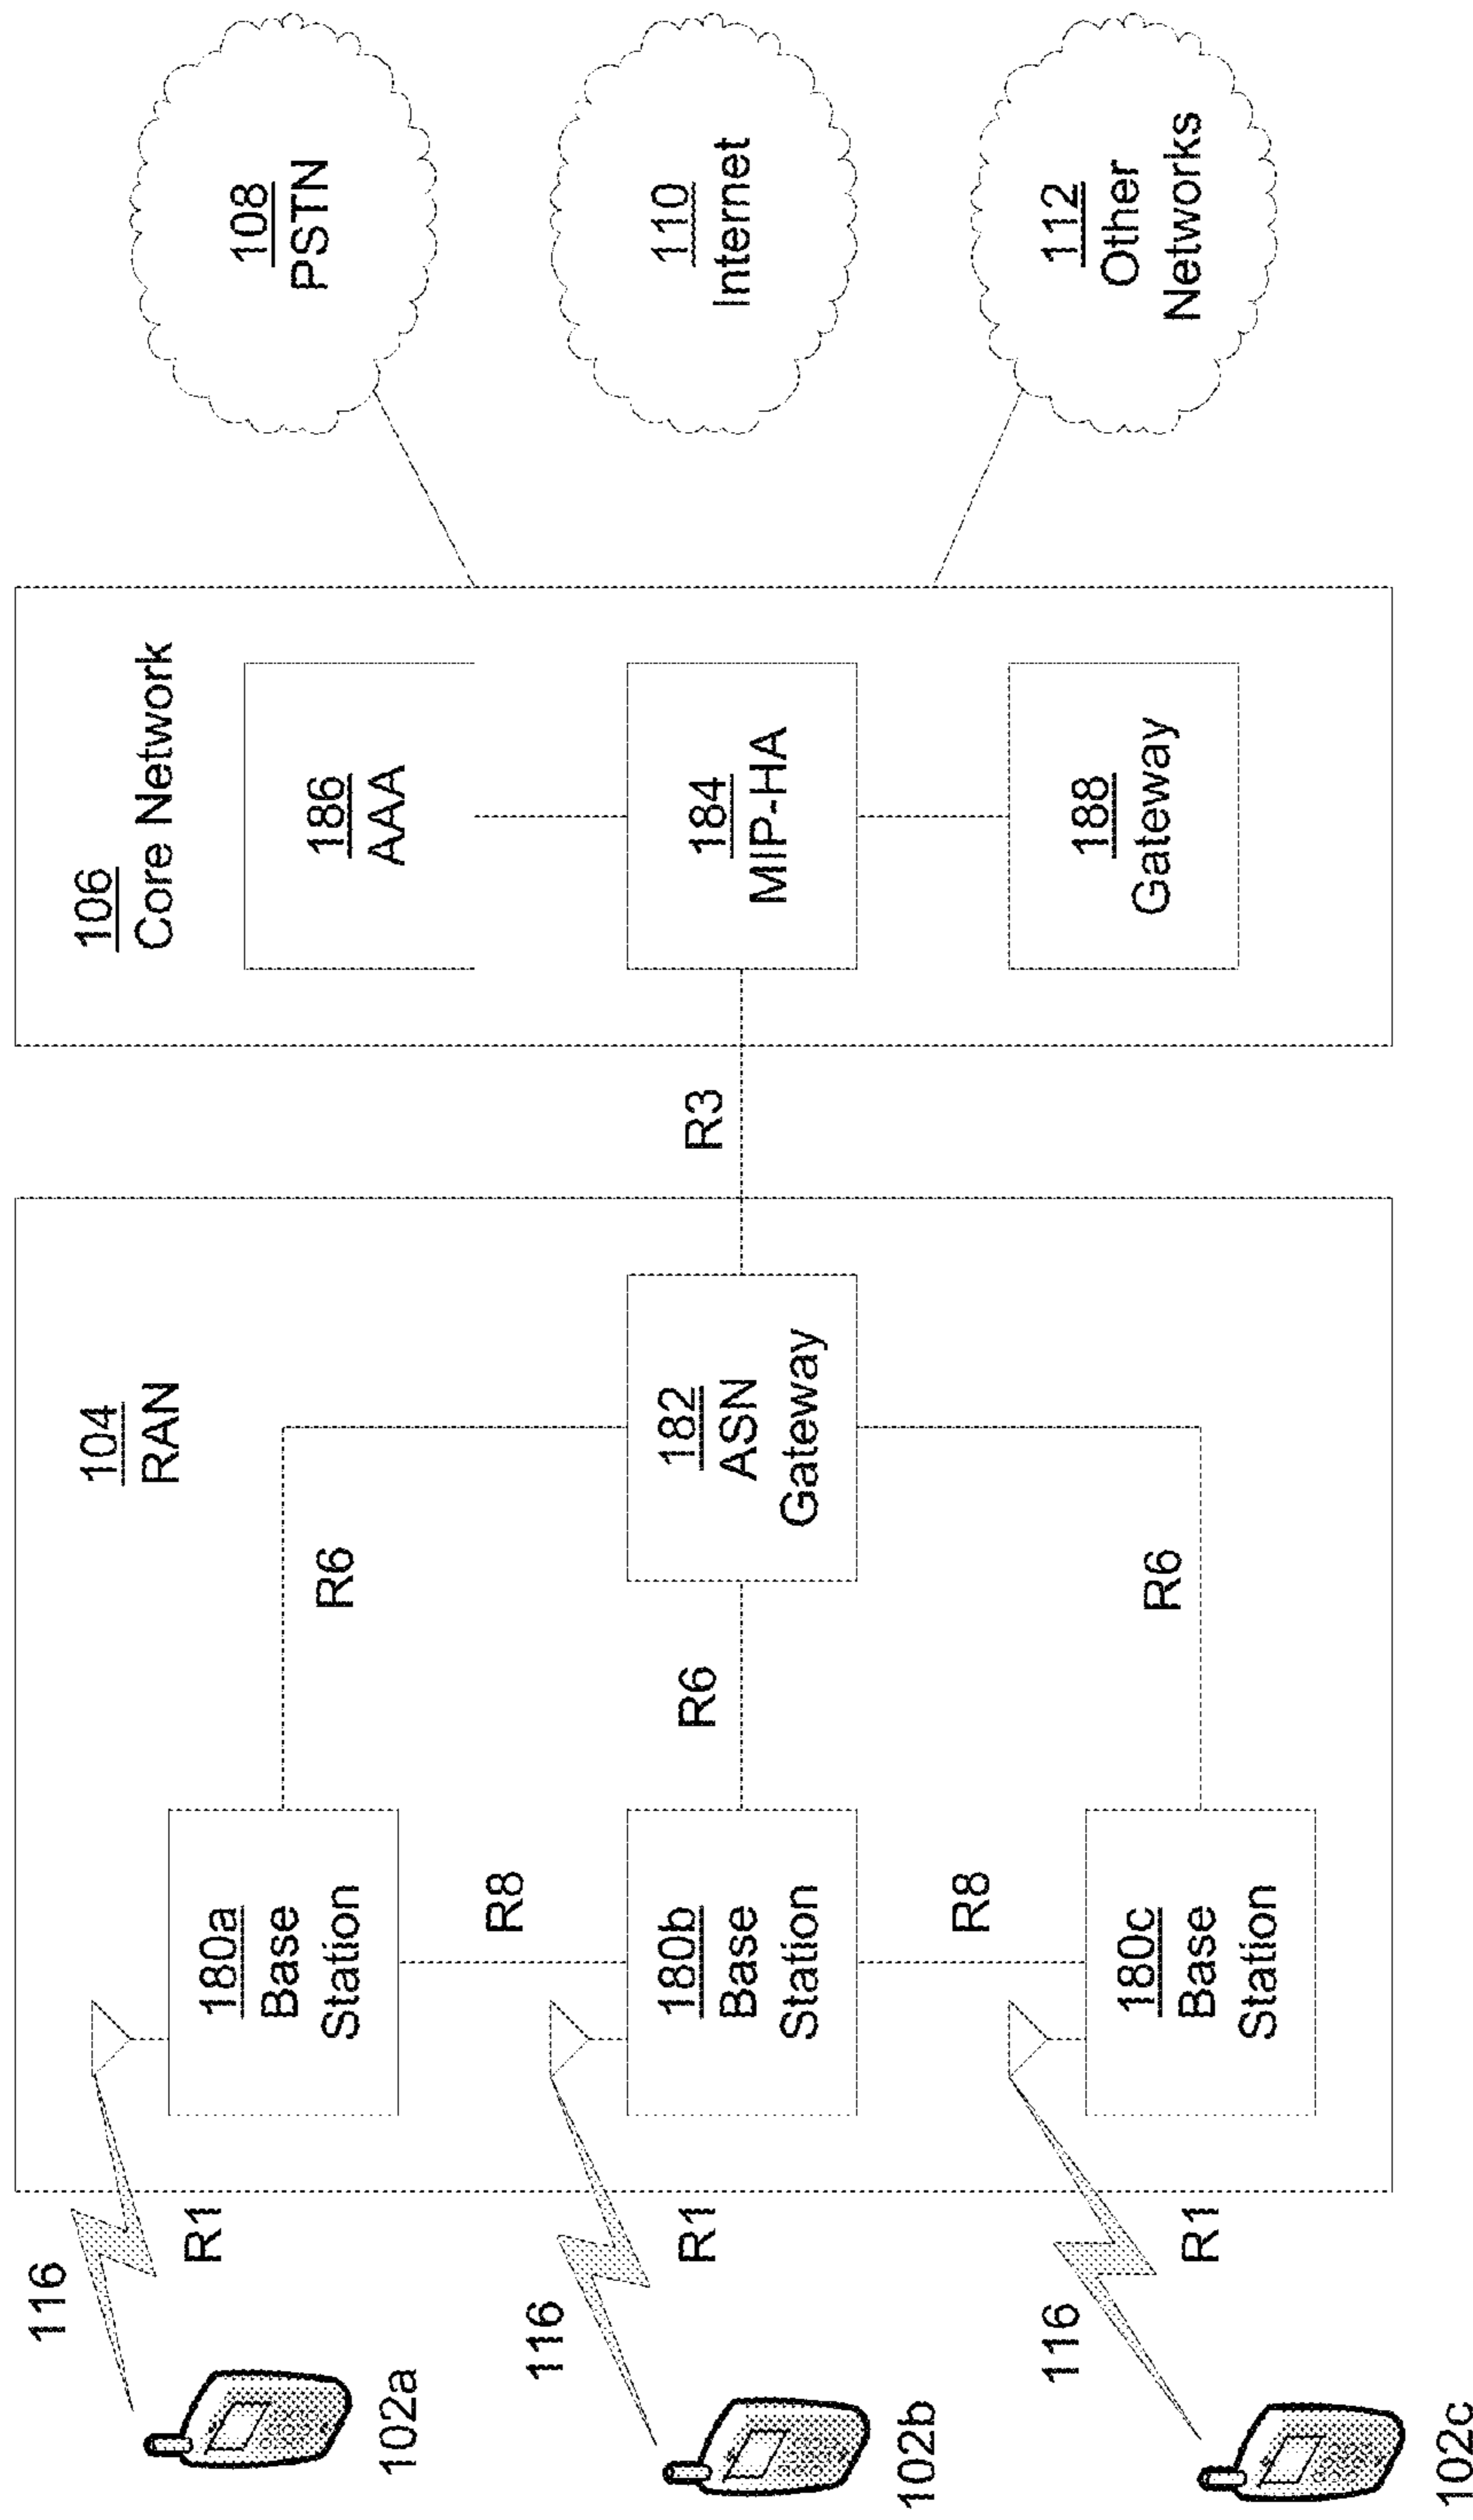 116
R1
102a
116
R1
102b
116
R1
102c
104
RAN
180a
Base
Station
R8
180b
Base
Station
R8
180c
Base
Station
R6
R6
R6
182
ASN
Gateway
R3
106
Core Network
186
AAA
184
MIP-HA
188
Gateway
108
PSTN
110
Internet
112
Other
Networks